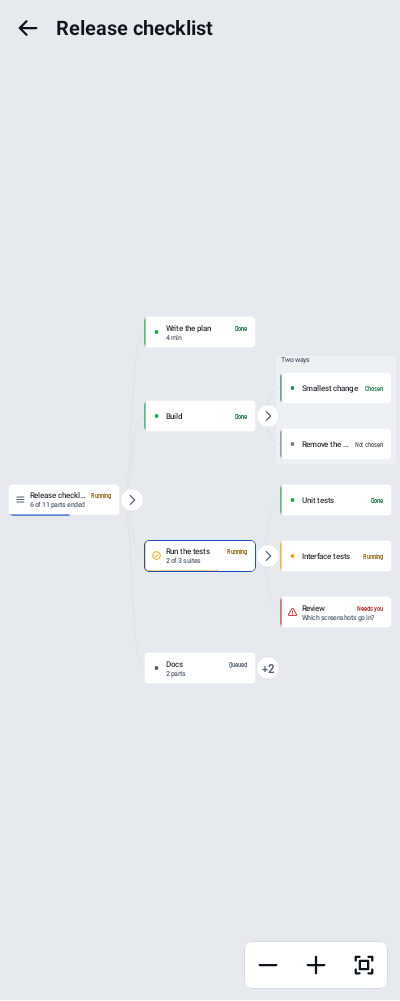 Release checklist
Write the plan
Done
4 min
Two ways
Smallest change
Chosen
Build
Done
Remove the ...
Not chosen
Release checkl...
Running
6 of 11 parts ended
Unit tests
Done
Run the tests
Running
2 of 3 suites
Interface tests
Running
Review
Needs you
Which screenshots go in?
Docs
Queued
2 parts
+2